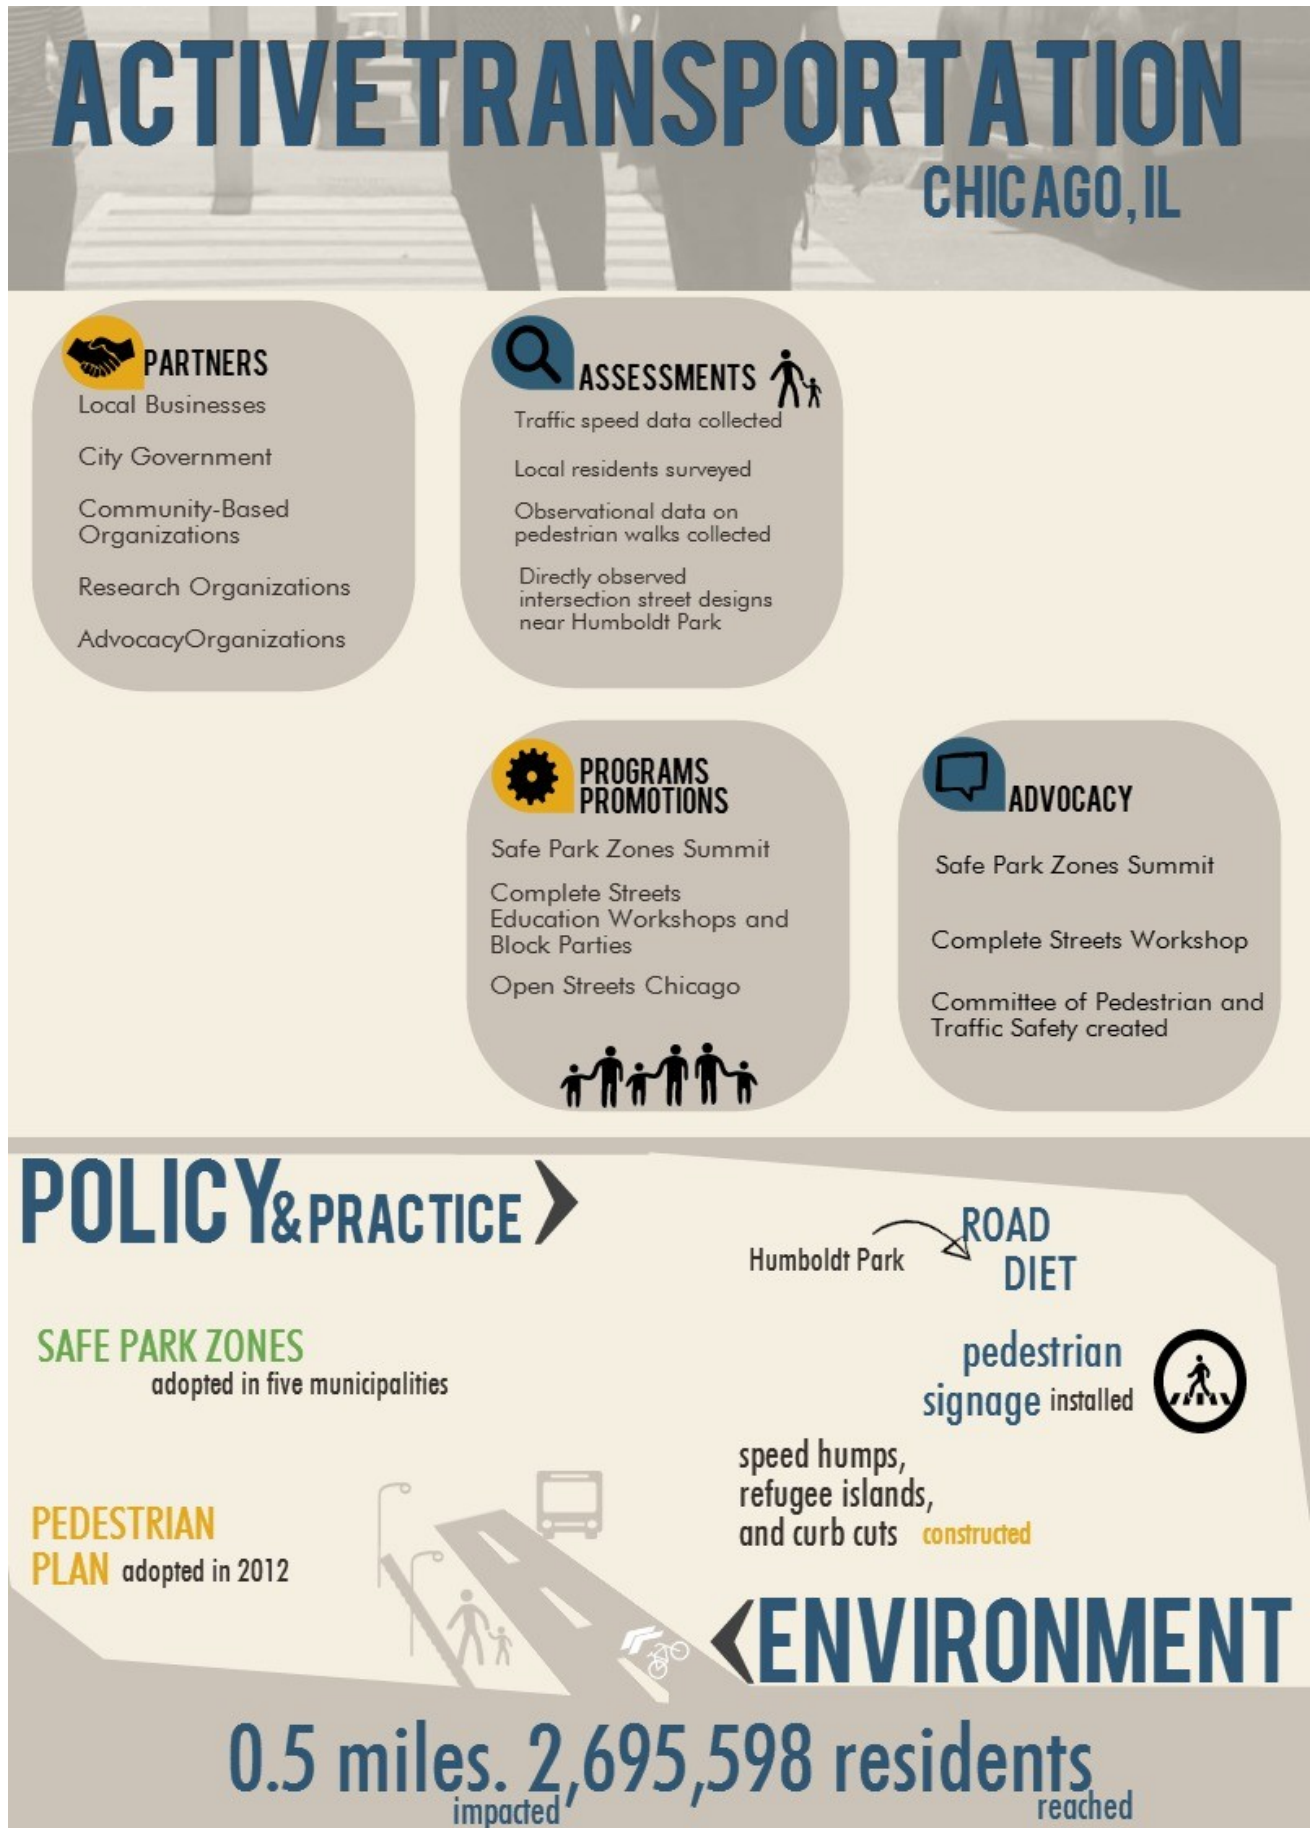 ACTIVE TRANSPORTATION
CHICAGO, IL
PARTNERS
Local Businesses
City Government
Community-Based
Organizations
Research Organizations
AdvocacyOrganizations
ASSESSMENTS
Traffic speed data collected
Local residents surveyed
Observational data on
pedestrian walks collected
Directly observed
intersection street designs
near Humboldt Park
PROGRAMS
PROMOTIONS
Safe Park Zones Summit
Complete Streets
Education Workshops and
Block Parties
Open Streets Chicago
ADVOCACY
Safe Park Zones Summit
Complete Streets Workshop
Committee of Pedestrian and
Traffic Safety created
POLICY & PRACTICE
SAFE PARK ZONES
adopted in five municipalities
PEDESTRIAN
PLAN adopted in 2012
Humboldt Park
ROAD
DIET
pedestrian
signage installed
speed humps,
refugee islands,
and curb cuts constructed
ENVIRONMENT
0.5 miles. 2,695,598 residents
impacted reached